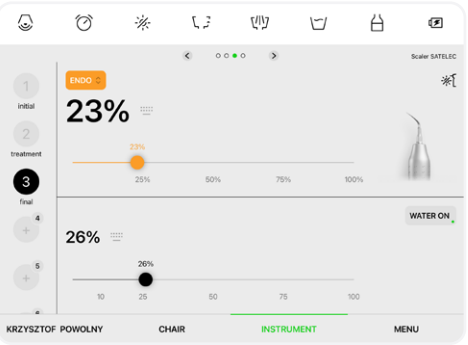 Scaler SATELEC
ENDO
1
initial
23%
2
treatment
23%
25% 50% 75% 100%
3
final
WATER ON
4
+
26%
26%
5
+
10 25 50 75 100
6
KRZYSZTOF POWOLNY CHAIR INSTRUMENT MENU